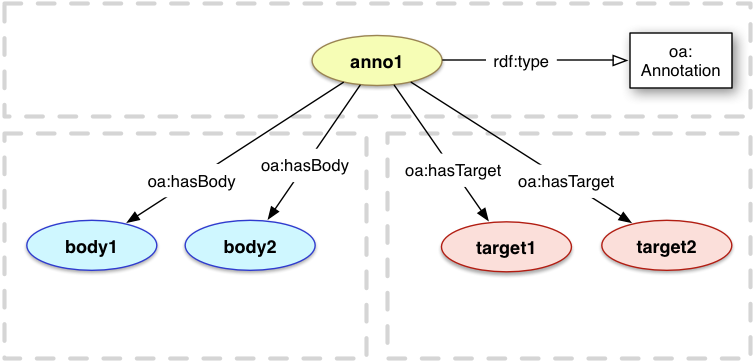 anno1
rdf:type
oa:
Annotation
oa:hasBody
oa:hasBody
oa:hasTarget
oa:hasTarget
body1
body2
target1
target2